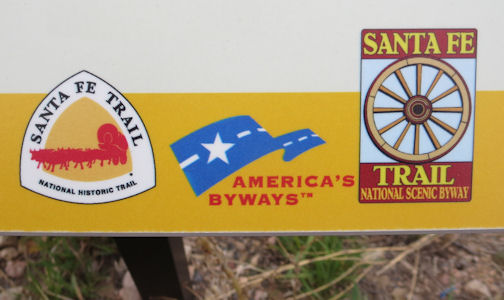 SANTA FE TRAIL
NATIONAL HISTORIC TRAIL
AMERICA'S
BYWAYS™
SANTA FE
TRAIL
NATIONAL SCENIC BYWAY